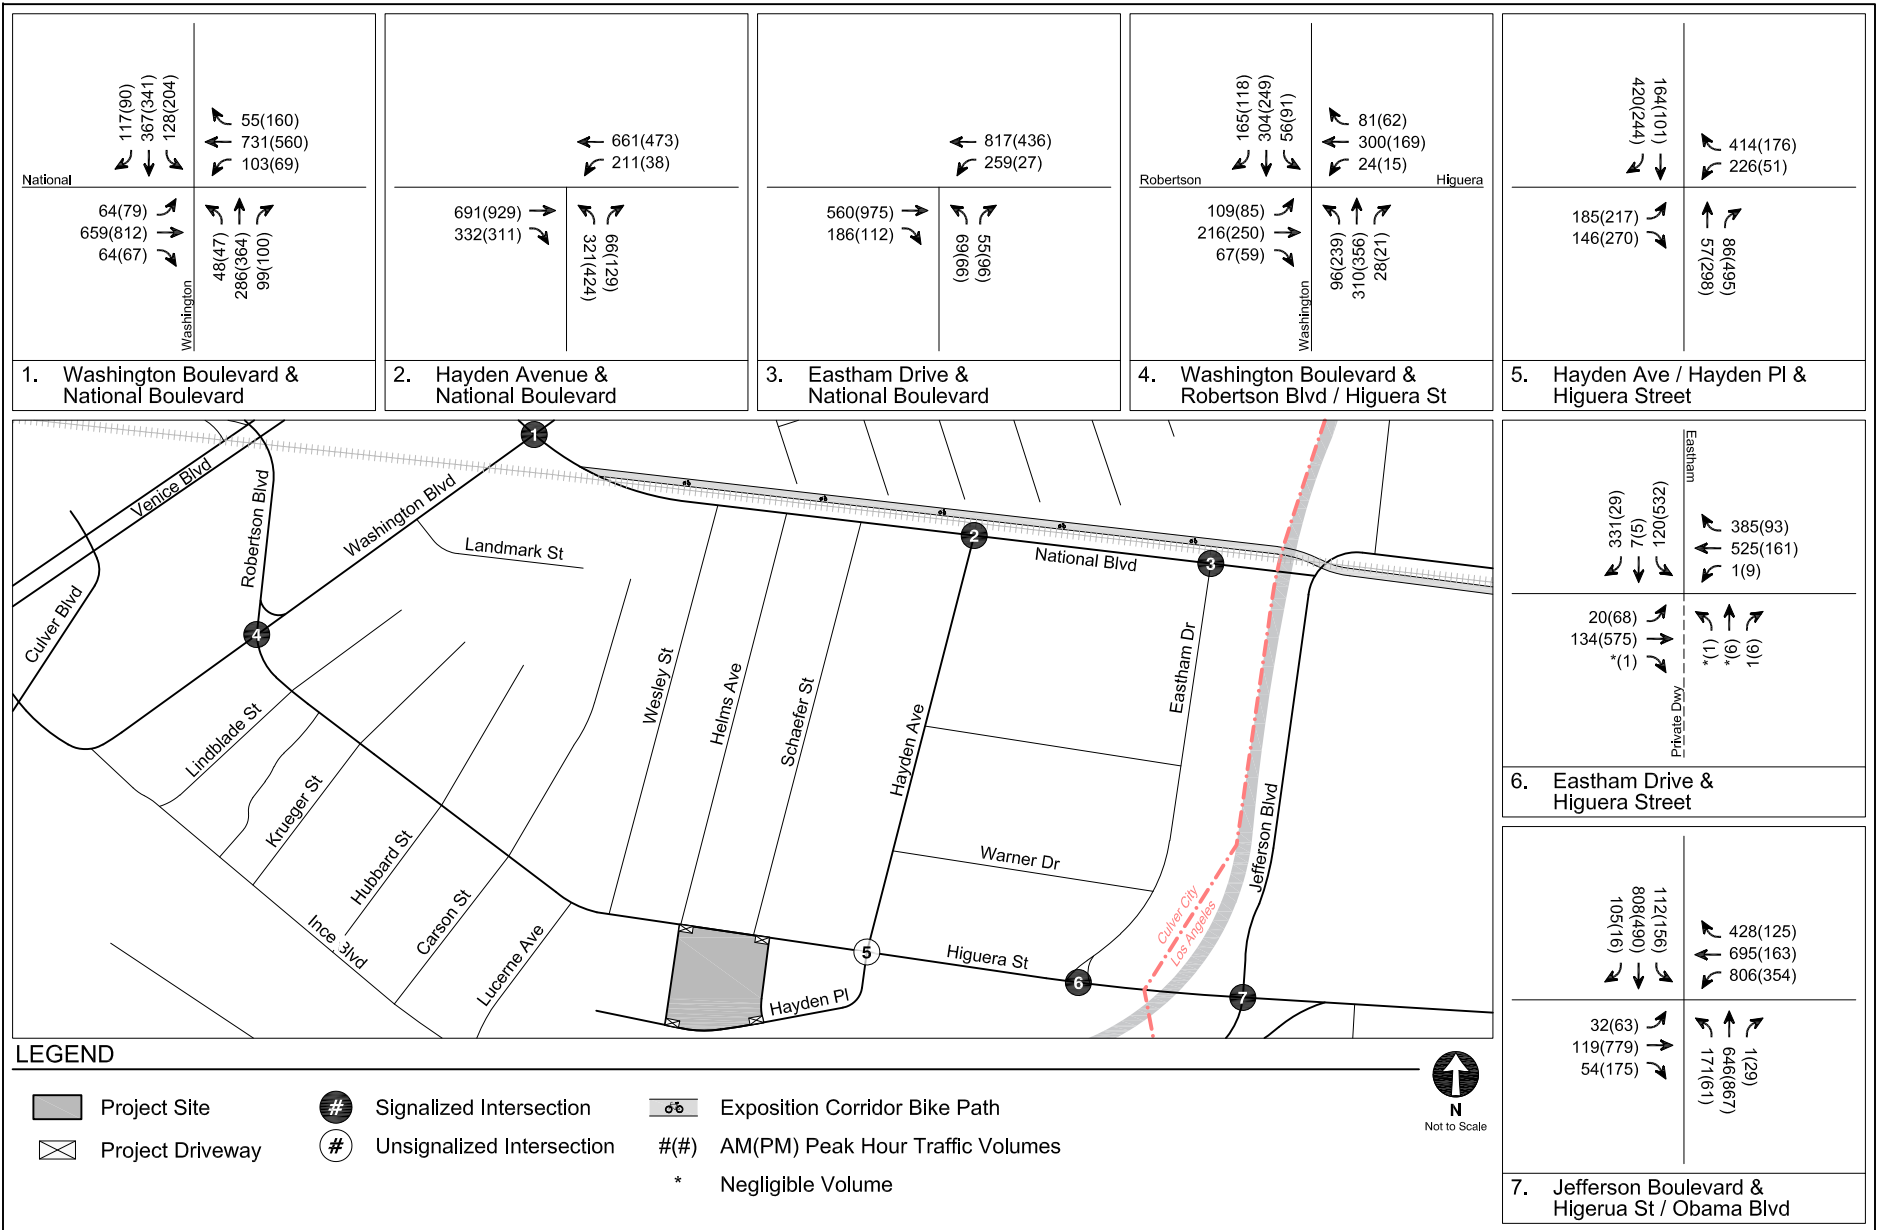 117(90)
367(341)
128(204)
55(160)
731(560)
103(69)
National
64(79)
659(812)
64(67)
48(47)
286(364)
99(100)
Washington
1. Washington Boulevard &
National Boulevard
661(473)
211(38)
691(929)
332(311)
321(424)
66(129)
2. Hayden Avenue &
National Boulevard
817(436)
259(27)
560(975)
186(112)
69(69)
55(96)
3. Eastham Drive &
National Boulevard
165(118)
304(249)
56(91)
81(62)
300(169)
24(15)
Robertson
Higuera
109(85)
216(250)
67(59)
96(239)
310(356)
28(21)
Washington
4. Washington Boulevard &
Robertson Blvd / Higuera St
420(244)
164(101)
414(176)
226(51)
185(217)
146(270)
57(298)
86(495)
5. Hayden Ave / Hayden Pl &
Higuera Street
Eastham
331(29)
7(5)
120(532)
385(93)
525(161)
1(9)
20(68)
134(575)
*(1)
*(1)
*(6)
1(6)
Private Dwy
6. Eastham Drive &
Higuera Street
105(16)
808(490)
112(156)
428(125)
695(163)
806(354)
32(63)
119(779)
54(175)
171(61)
646(867)
1(29)
7. Jefferson Boulevard &
Higerua St / Obama Blvd
1
Venice Blvd
Robertson Blvd
Washington Blvd
Landmark St
2
National Blvd
3
Culver Blvd
4
Wesley St
Helms Ave
Schaefer St
Hayden Ave
Eastham Dr
Jefferson Blvd
Lindblade St
Krueger St
Hubbard St
Carson St
Ince Blvd
Lucerne Ave
Warner Dr
Culver City
Los Angeles
5
Higuera St
6
7
Hayden Pl
LEGEND
Project Site
# Signalized Intersection
Exposition Corridor Bike Path
Project Driveway
# Unsignalized Intersection
#(#) AM(PM) Peak Hour Traffic Volumes
* Negligible Volume
N
Not to Scale